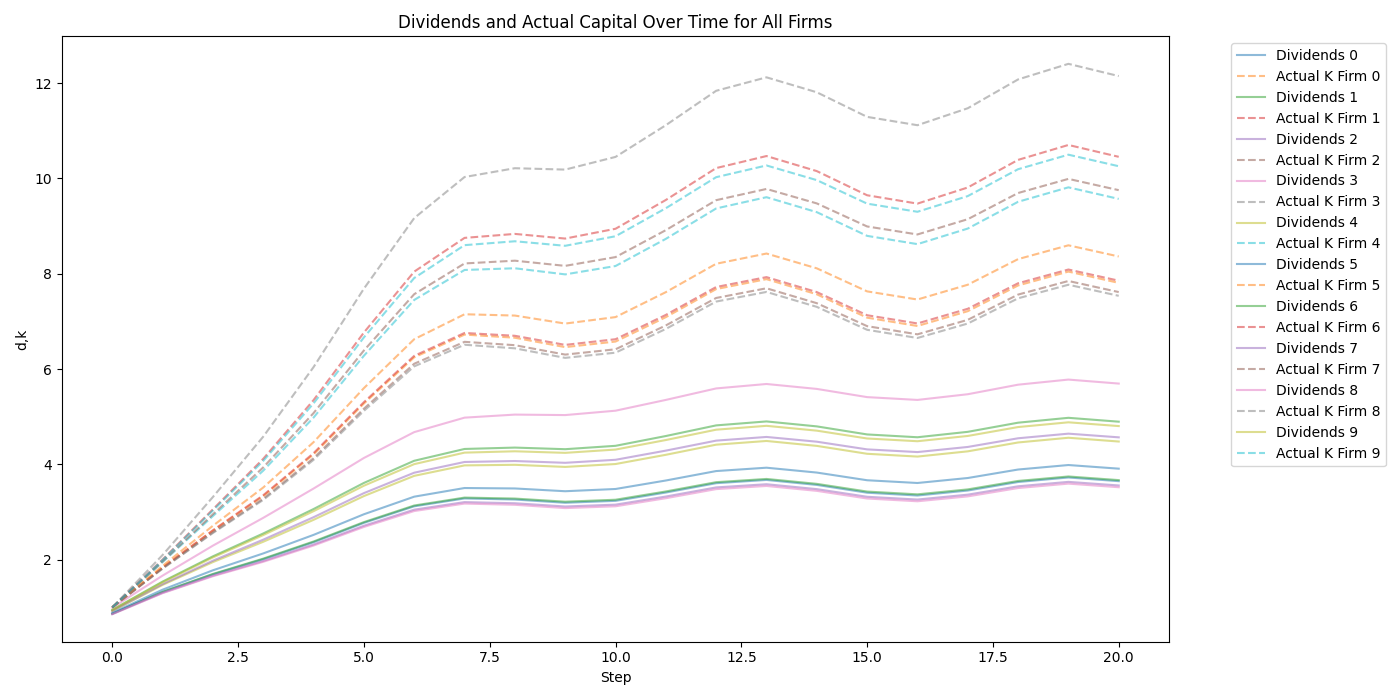 Dividends and Actual Capital Over Time for All Firms
d,k
12
10
8
6
4
2
0.0 2.5 5.0 7.5 10.0 12.5 15.0 17.5 20.0
Step
Dividends 0
Actual K Firm 0
Dividends 1
Actual K Firm 1
Dividends 2
Actual K Firm 2
Dividends 3
Actual K Firm 3
Dividends 4
Actual K Firm 4
Dividends 5
Actual K Firm 5
Dividends 6
Actual K Firm 6
Dividends 7
Actual K Firm 7
Dividends 8
Actual K Firm 8
Dividends 9
Actual K Firm 9